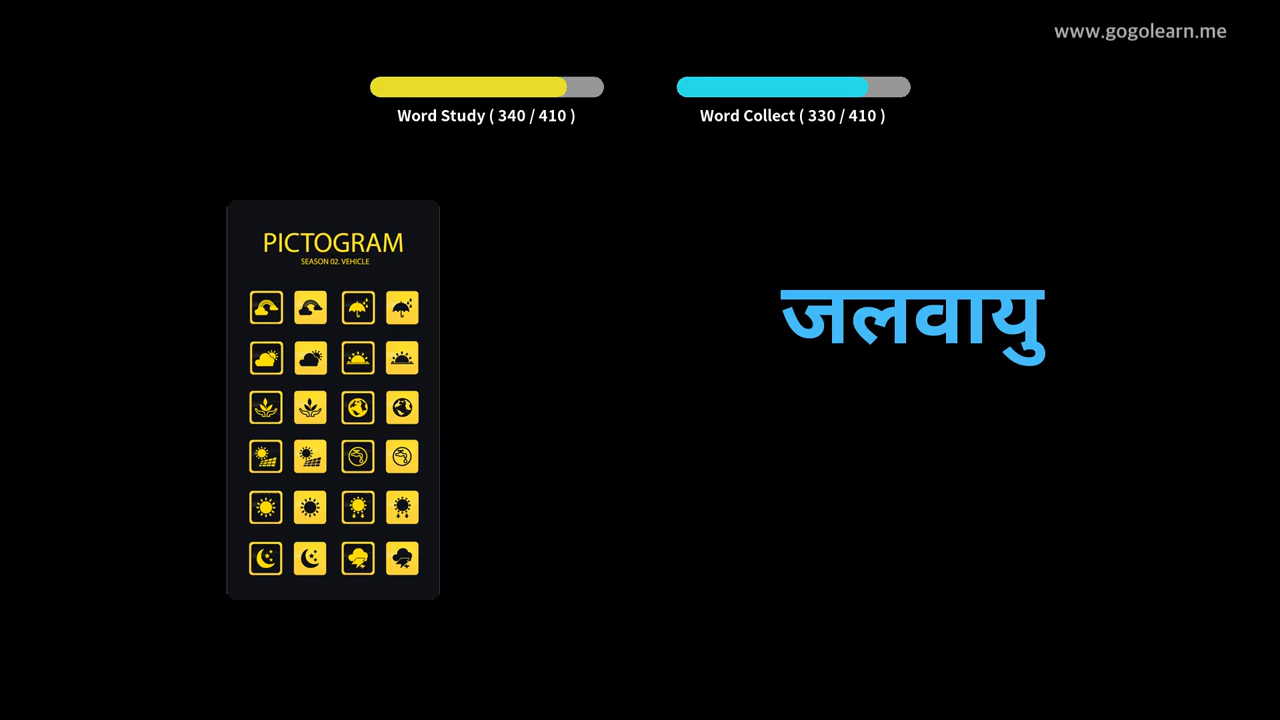 www.gogolearn.me
Word Study ( 340 / 410 )
Word Collect ( 330 / 410 )
PICTOGRAM
SEASON 02. VEHICLE
जलवायु